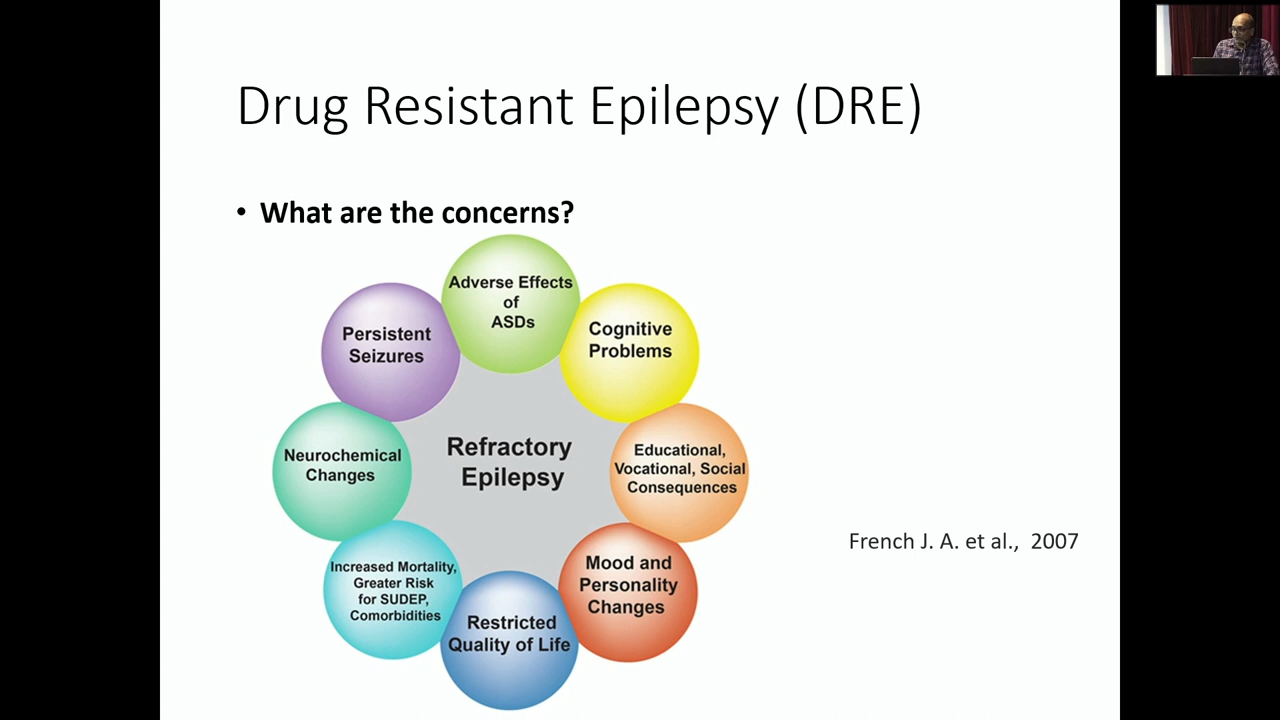 Drug Resistant Epilepsy (DRE)
• What are the concerns?
Adverse Effects
of
ASDs
Cognitive
Problems
Educational,
Vocational, Social
Consequences
Mood and
Personality
Changes
Restricted
Quality of Life
Increased Mortality,
Greater Risk
for SUDEP,
Comorbidities
Neurochemical
Changes
Persistent
Seizures
Refractory
Epilepsy
French J. A. et al., 2007